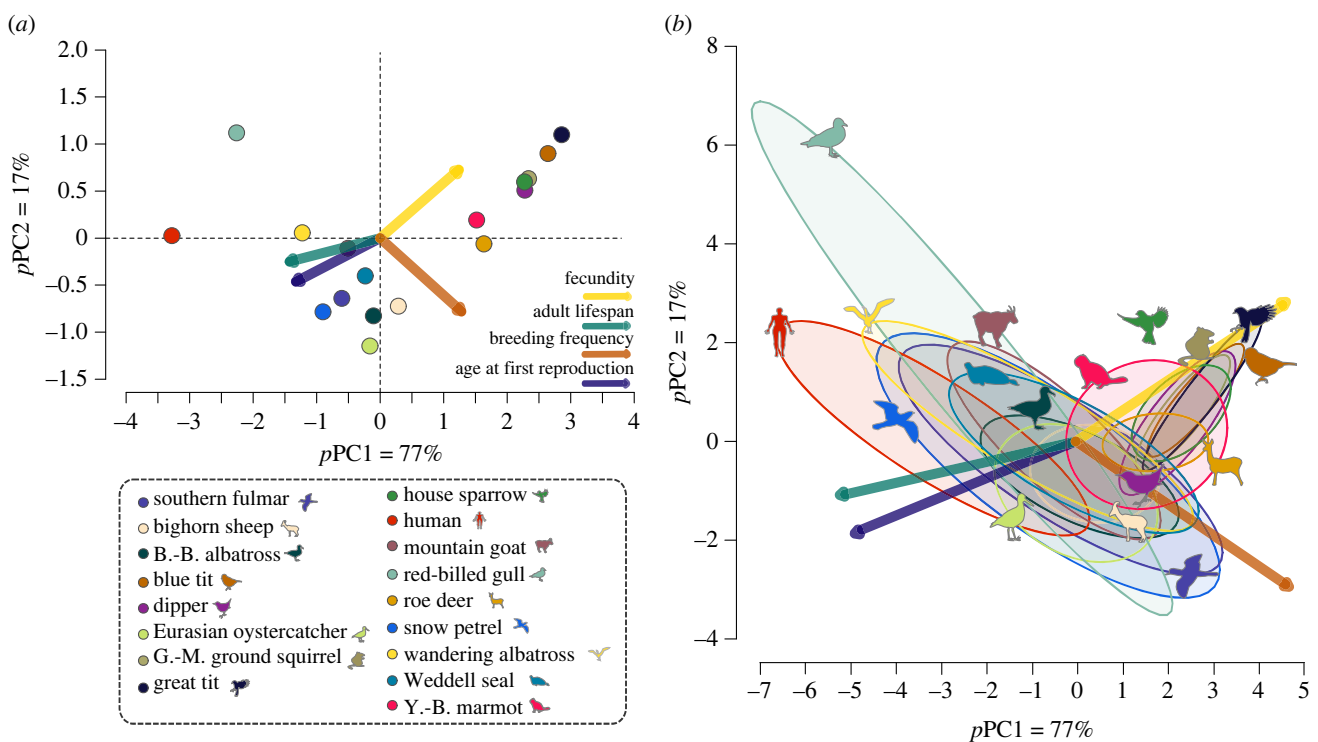 (a)
2.0
1.5
1.0
0.5
0
–0.5
–1.0
–1.5
pPC2 = 17%
fecundity
adult lifespan
breeding frequency
age at first reproduction
–4 –3 –2 –1 0 1 2 3 4
pPC1 = 77%
southern fulmar
bighorn sheep
B.-B. albatross
blue tit
dipper
Eurasian oystercatcher
G.-M. ground squirrel
great tit
house sparrow
human
mountain goat
red-billed gull
roe deer
snow petrel
wandering albatross
Weddell seal
Y.-B. marmot
(b)
8
6
4
2
0
–2
–4
pPC2 = 17%
–7 –6 –5 –4 –3 –2 –1 0 1 2 3 4 5
pPC1 = 77%